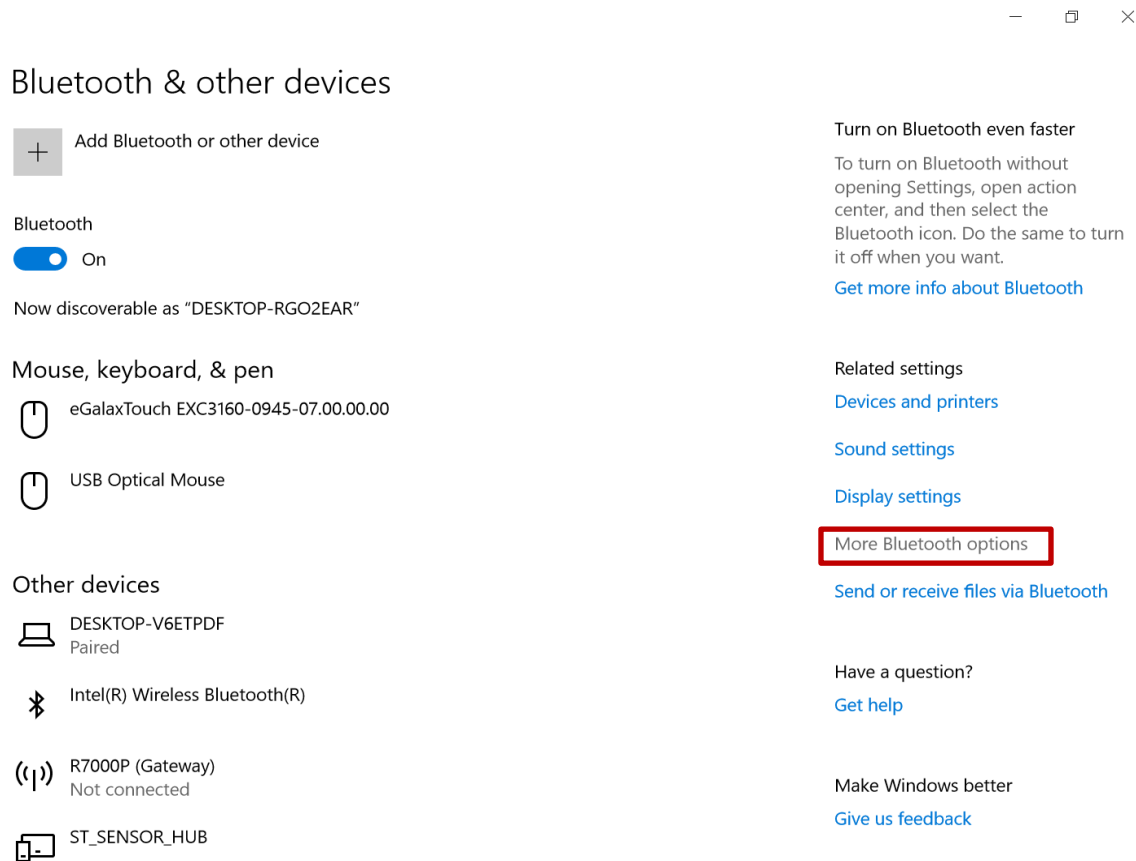 Bluetooth & other devices
Add Bluetooth or other device
Bluetooth
On
Now discoverable as “DESKTOP-RGO2EAR”
Mouse, keyboard, & pen
eGalaxTouch EXC3160-0945-07.00.00.00
USB Optical Mouse
Other devices
DESKTOP-V6ETPDF
Paired
Intel(R) Wireless Bluetooth(R)
R7000P (Gateway)
Not connected
ST_SENSOR_HUB
Turn on Bluetooth even faster
To turn on Bluetooth without
opening Settings, open action
center, and then select the
Bluetooth icon. Do the same to turn
it off when you want.
Get more info about Bluetooth
Related settings
Devices and printers
Sound settings
Display settings
More Bluetooth options
Send or receive files via Bluetooth
Have a question?
Get help
Make Windows better
Give us feedback